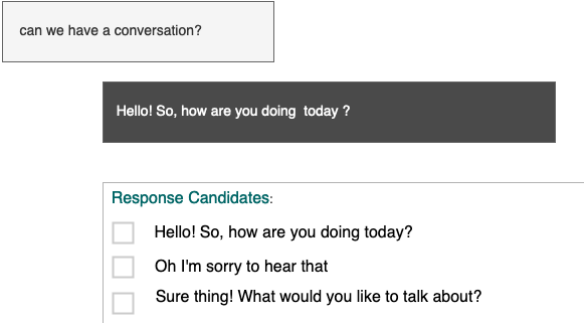 can we have a conversation?
Hello! So, how are you doing  today ?
Response Candidates:
Hello! So, how are you doing today?
Oh I'm sorry to hear that
Sure thing! What would you like to talk about?